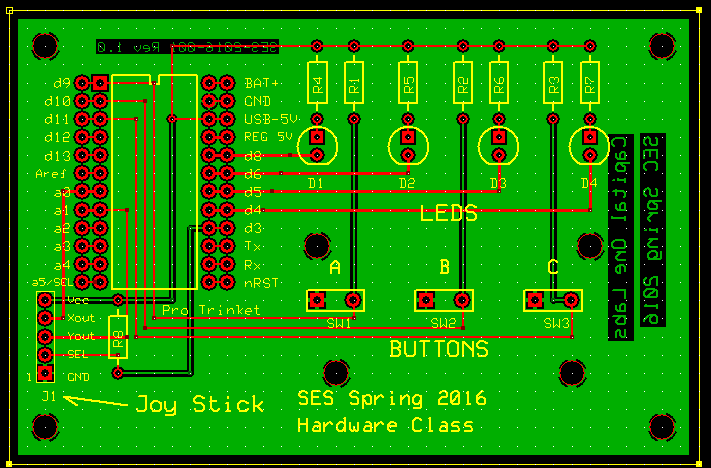 SES-2016-001 Rev 1.0
d9
d10
d11
d12
d13
Aref
a0
a1
a2
a3
a4
a5/SCL
BAT+
GND
USB-5V
REG 5V
d8
d6
d5
d4
d3
Tx
Rx
nRST
R4
R1
R5
R2
R6
R3
R7
D1
D2
D3
D4
LEDS
A
B
C
SW1
SW2
SW3
BUTTONS
SEC Spring 2016
Capital One Labs
Pro Trinket
Vcc
Xout
Yout
SEL
GND
R8
1
J1
Joy Stick
SES Spring 2016
Hardware Class